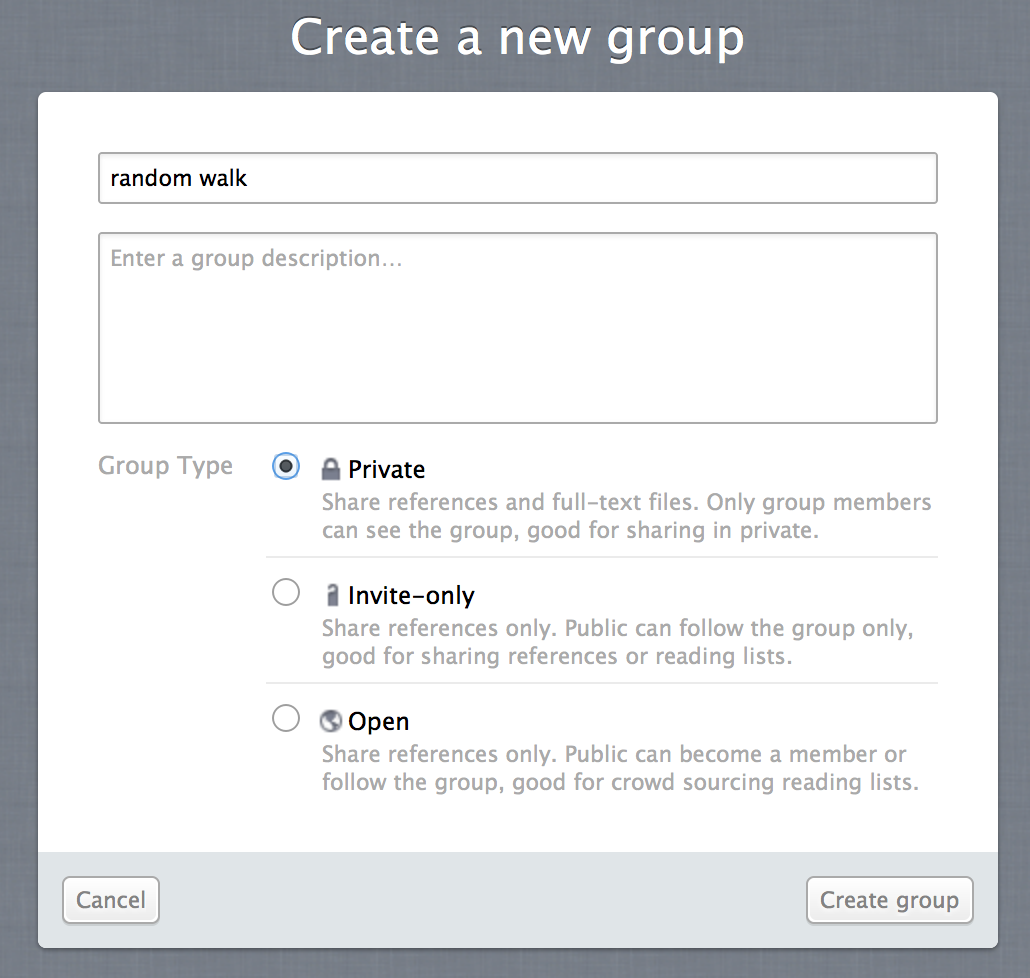 Create a new group
random walk
Enter a group description…
Group Type
Private
Share references and full-text files. Only group members
can see the group, good for sharing in private.
Invite-only
Share references only. Public can follow the group only,
good for sharing references or reading lists.
Open
Share references only. Public can become a member or
follow the group, good for crowd sourcing reading lists.
Cancel
Create group